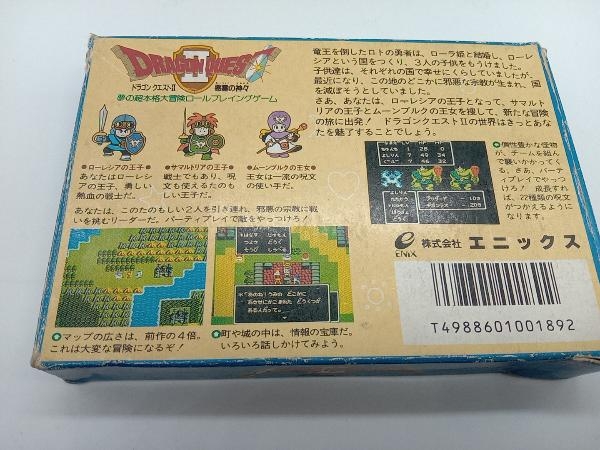 DRAGON QUEST
II
ドラゴンクエストII 悪霊の神々
夢の超本格大冒険ロールプレイングゲーム
竜王を倒したロトの勇者は、ローラ姫と結婚し、ローレ
シアという国をつくり、3人の子供をもうけました。
子供達は、それぞれの国で幸せにくらしていましたが、
最近になり、この地のどこかに邪悪な宗教が生まれ、国
を滅ぼそうとしていました。
さあ、あなたは、ローレシアの王子となって、サマルト
リアの王子とムーンブルクの王女を捜して、新たな冒険
の旅に出発！ ドラゴンクエストIIの世界はきっとあな
たを魅了することでしょう。
●ローレシアの王子
あなたはローレシ
アの王子、勇しい
熱血の戦士だ。
●サマルトリアの王子
戦士でもあり、呪
文も使えるたのも
しい王子だ。
●ムーンブルクの王女
王女は一流の呪文
の使い手だ。
あなたは、このたのもしい2人を引き連れ、邪悪の宗教に戦
いを挑むリーダーだ。パーティプレイで敵をやっつけろ！
●個性豊かな怪物
が、チームを組ん
で襲いかかってく
る。さあ、パーテ
ィプレイでやっつ
けろ！ 成長すれ
ば、22種類の呪文
がつかえるように
なります。
ENIX
株式会社 エニックス
T4988601001892
●マップの広さは、前作の4倍。
これは大変な冒険になるぞ！
●町や城の中は、情報の宝庫だ。
いろいろ話しかけてみよう。